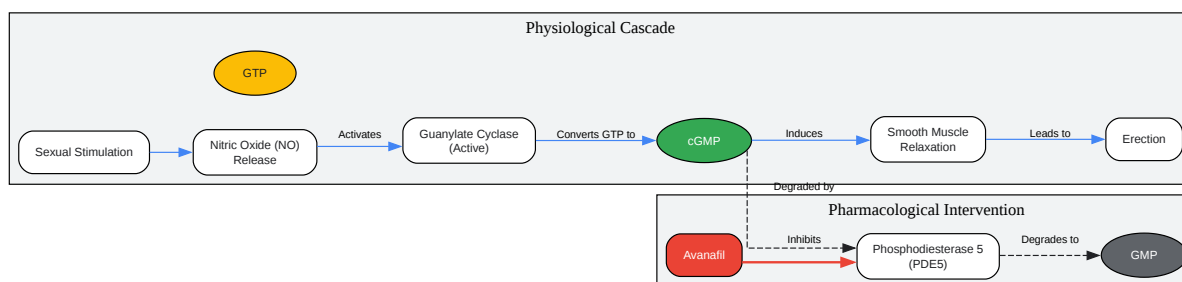 Physiological Cascade
GTP
Sexual Stimulation
Nitric Oxide (NO)
Release
Activates
Guanylate Cyclase
(Active)
Converts GTP to
cGMP
Induces
Smooth Muscle
Relaxation
Leads to
Erection
Degraded by
Pharmacological Intervention
Avanafil
Inhibits
Phosphodiesterase 5
(PDE5)
Degrades to
GMP